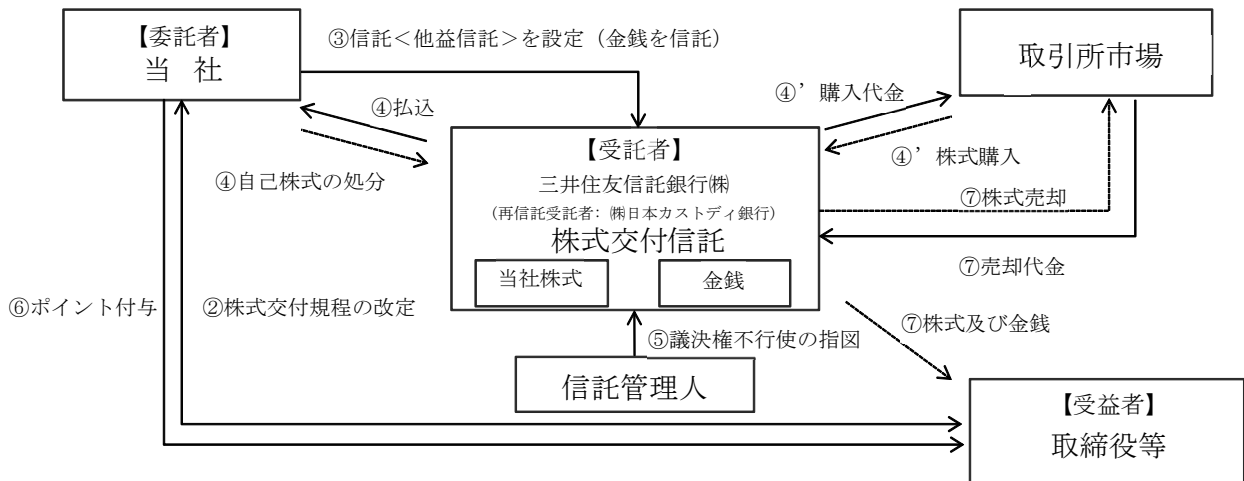 【委託者】
当 社
③信託<他益信託>を設定（金銭を信託）
取引所市場
④払込
④’購入代金
【受託者】
三井住友信託銀行㈱
(再信託受託者：㈱日本カストディ銀行)
株式交付信託
④’株式購入
④自己株式の処分
⑦株式売却
当社株式
金銭
⑦売却代金
⑥ポイント付与
②株式交付規程の改定
⑦株式及び金銭
⑤議決権不行使の指図
信託管理人
【受益者】
取締役等